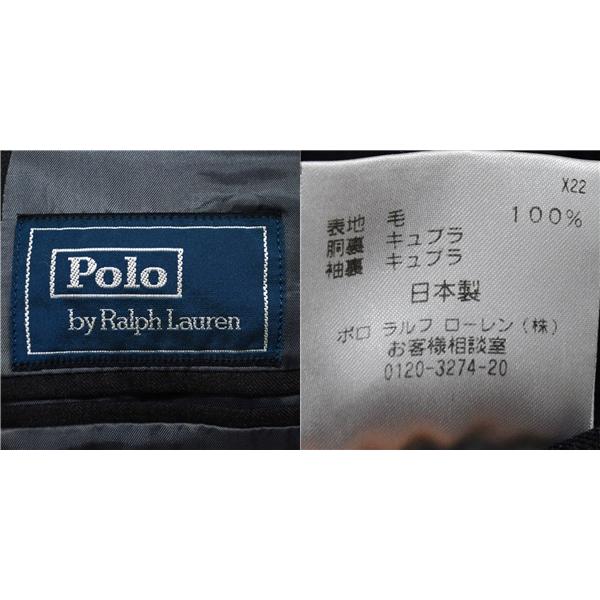 Polo
by Ralph Lauren
X22
表地 毛 100%
胴裏 キュプラ
袖裏 キュプラ
日本製
ポロ ラルフ ローレン（株）
お客様相談室
0120-3274-20